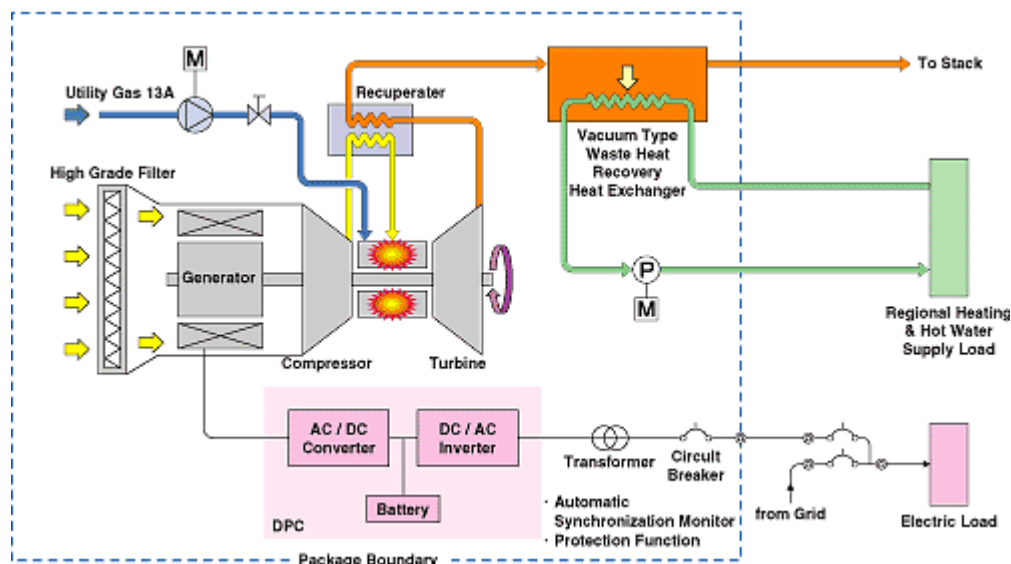 M
Utility Gas 13A
Recuperater
To Stack
Vacuum Type
Waste Heat
Recovery
Heat Exchanger
High Grade Filter
Generator
P
M
Compressor
Turbine
Regional Heating
& Hot Water
Supply Load
AC / DC
Converter
DC / AC
Inverter
Battery
DPC
Transformer
Circult
Breaker
· Automatic
Synchronization Monitor
· Protection Function
from Grid
Electric Load
Package Boundary